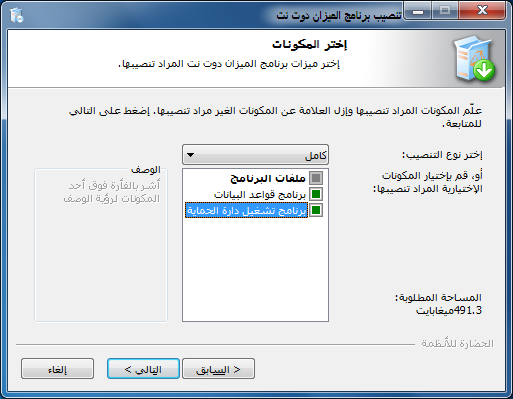 تنصيب برنامج الميزان دوت نت
إختر المكونات
إختر ميزات برنامج الميزان دوت نت المراد تنصيبها.
علّم المكونات المراد تنصيبها وإزل العلامة عن المكونات الغير مراد تنصيبها. إضغط على التالي
للمتابعة.
إختر نوع التنصيب:
كامل
أو، قم بإختيار المكونات
الإختيارية المراد تنصيبها:
ملفات البرنامج
برنامج قواعد البيانات
برنامج تشغيل دارة الحماية
الوصف
أشر بالفأرة فوق أحد
المكونات لرؤية الوصف
المساحة المطلوبة:
491.3ميغابايت
الحضارة للأنظمة
< السابق
التالي >
إلغاء